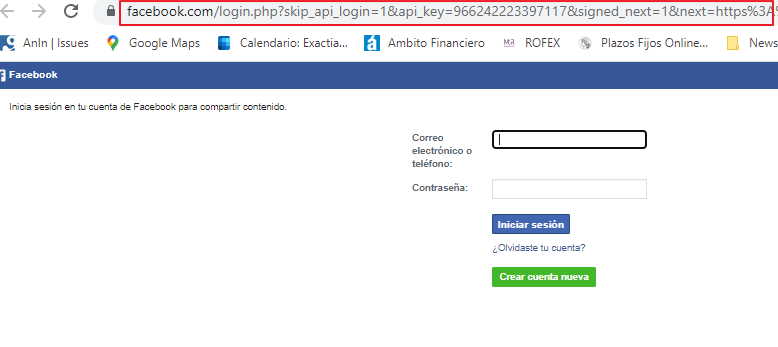 facebook.com/login.php?skip_api_login=1&api_key=966242223397117&signed_next=1&next=https%3A%
AnIn | Issues Google Maps Calendario: Exactia... Ambito Financiero ROFEX Plazos Fijos Online... News
Facebook
Inicia sesión en tu cuenta de Facebook para compartir contenido.
Correo
electrónico o
teléfono:
Contraseña:
Iniciar sesión
¿Olvidaste tu cuenta?
Crear cuenta nueva